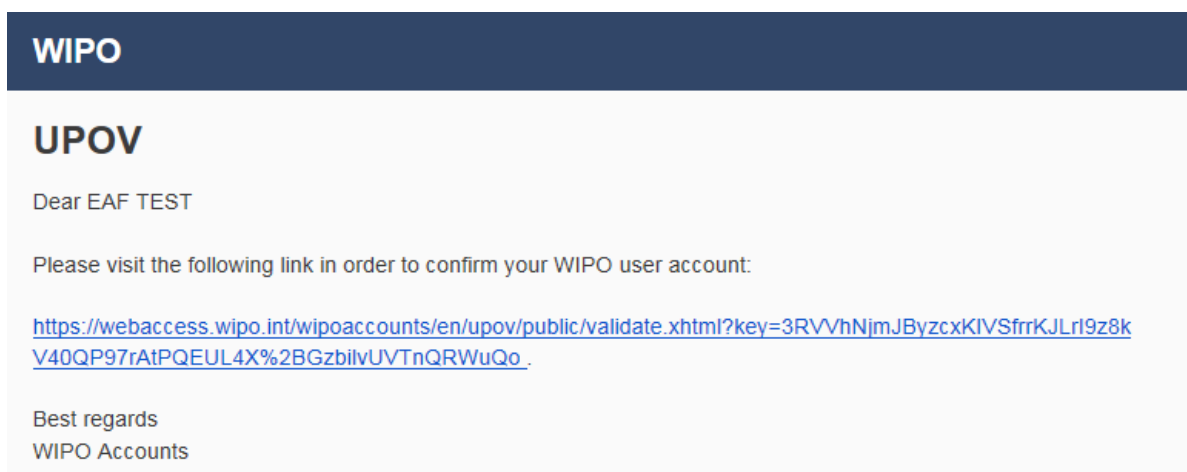 WIPO
UPOV
Dear EAF TEST
Please visit the following link in order to confirm your WIPO user account:
https://webaccess.wipo.int/wipoaccounts/en/upov/public/validate.xhtml?key=3RVVhNjmJByzcxKIVSfrrKJLrI9z8k
V40QP97rAtPQEUL4X%2BGzbilvUVTnQRWuQo .
Best regards
WIPO Accounts